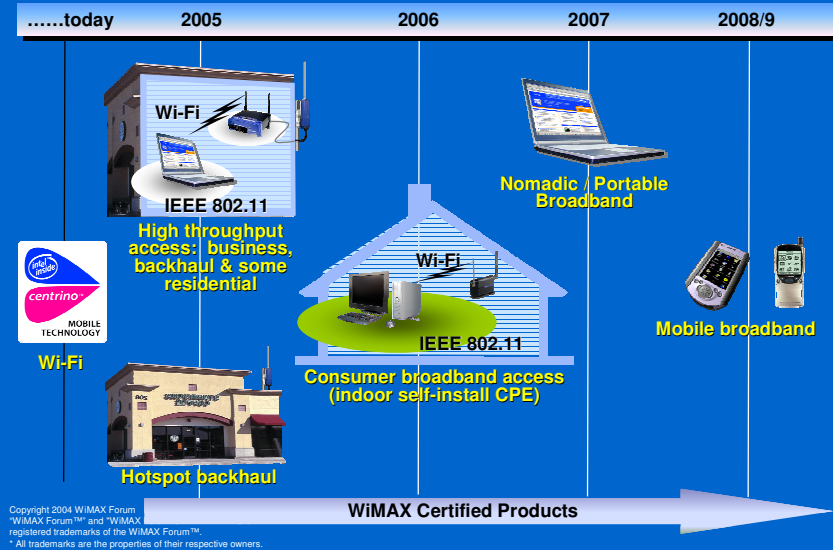 ……today 2005 2006 2007 2008/9
Wi-Fi
IEEE 802.11
High throughput
access: business,
backhaul & some
residential
Nomadic / Portable
Broadband
intel
inside
centrino
MOBILE
TECHNOLOGY
Wi-Fi
Wi-Fi
IEEE 802.11
Consumer broadband access
(indoor self-install CPE)
Mobile broadband
805
Hotspot backhaul
WiMAX Certified Products
Copyright 2004 WiMAX Forum
"WiMAX Forum™" and "WiMAX
registered trademarks of the WiMAX Forum™.
* All trademarks are the properties of their respective owners.